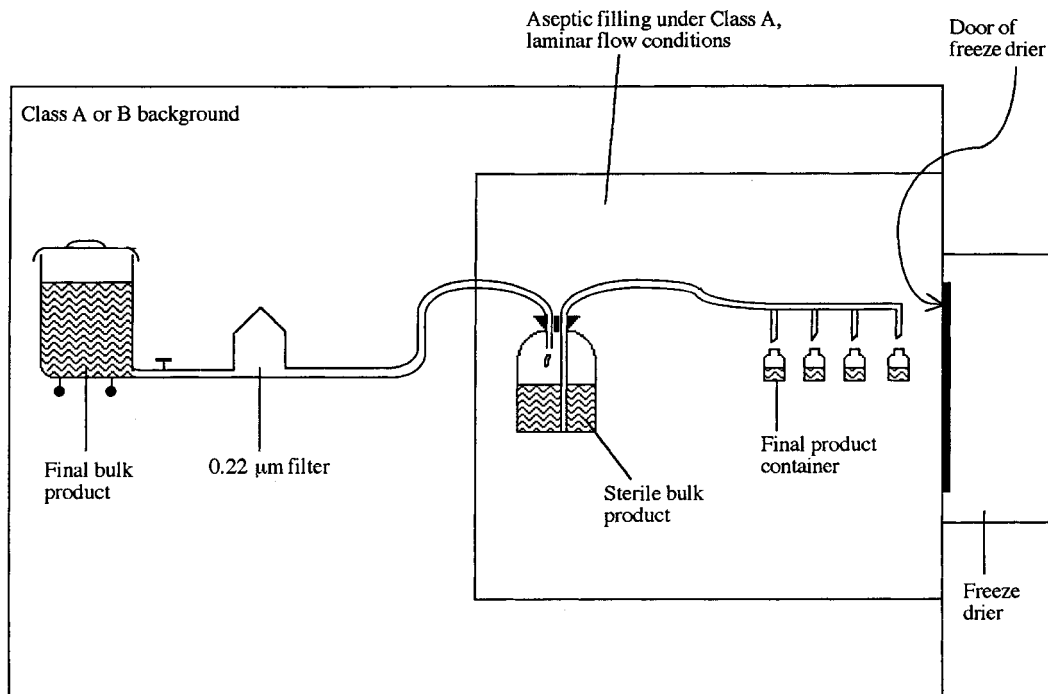 Aseptic filling under Class A,
laminar flow conditions
Door of
freeze drier
Class A or B background
Final bulk
product
0.22 μm filter
Sterile bulk
product
Final product
container
Freeze
drier